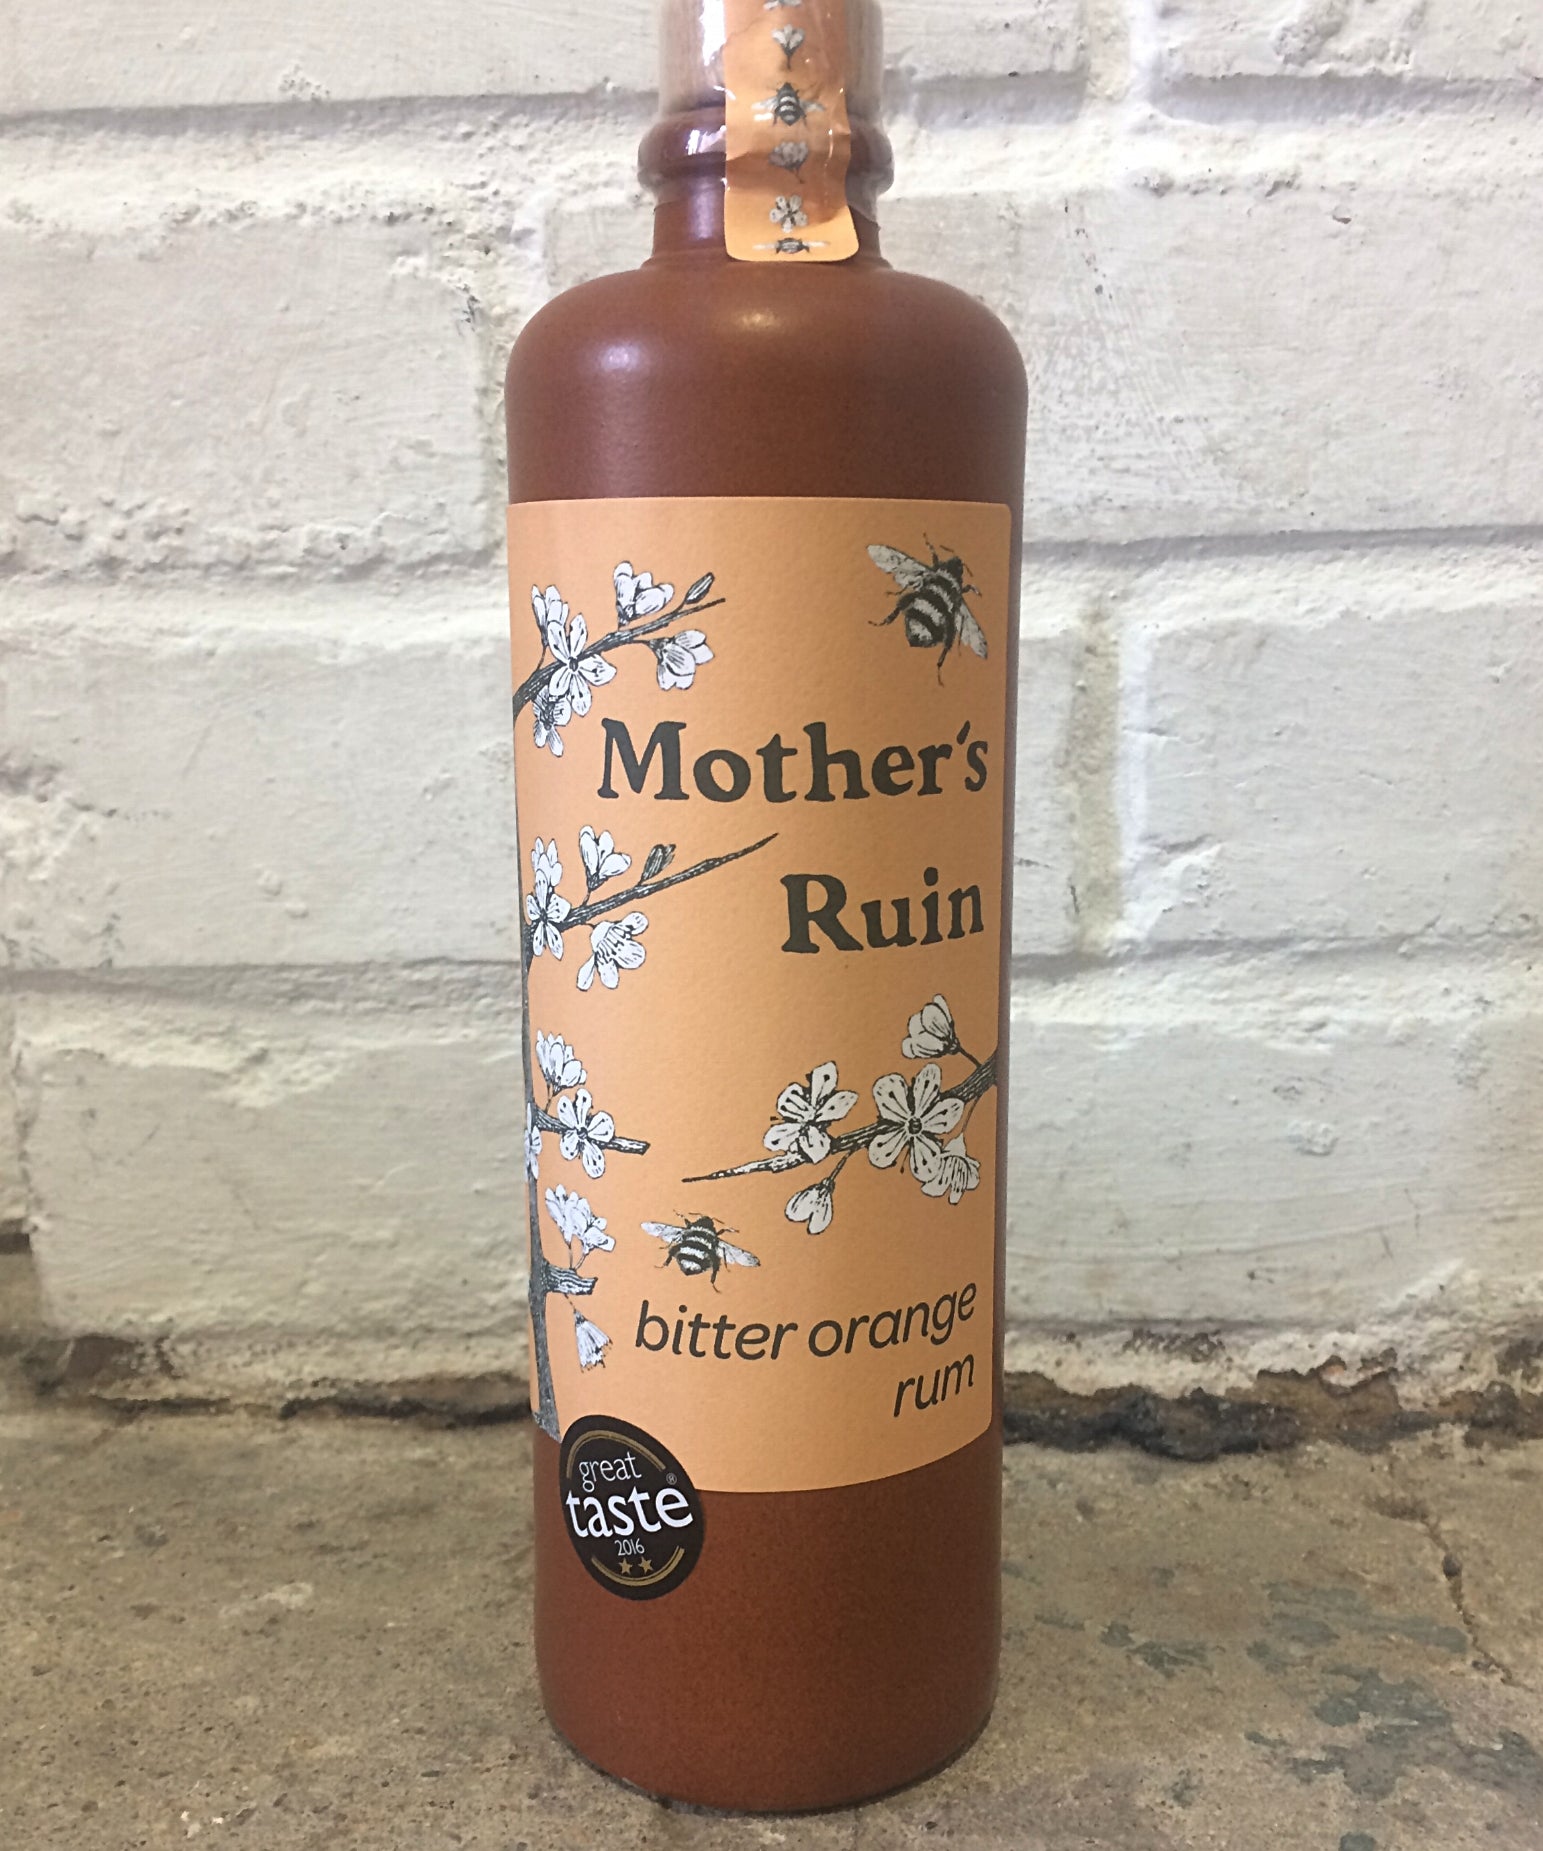 Mother's
Ruin
bitter orange
rum
great
taste®
2016